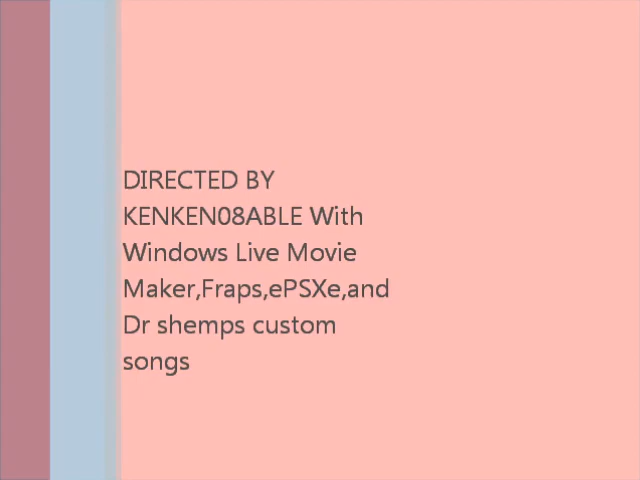 DIRECTED BY
KENKEN08ABLE With
Windows Live Movie
Maker,Fraps,ePSXe,and
Dr shemps custom
songs